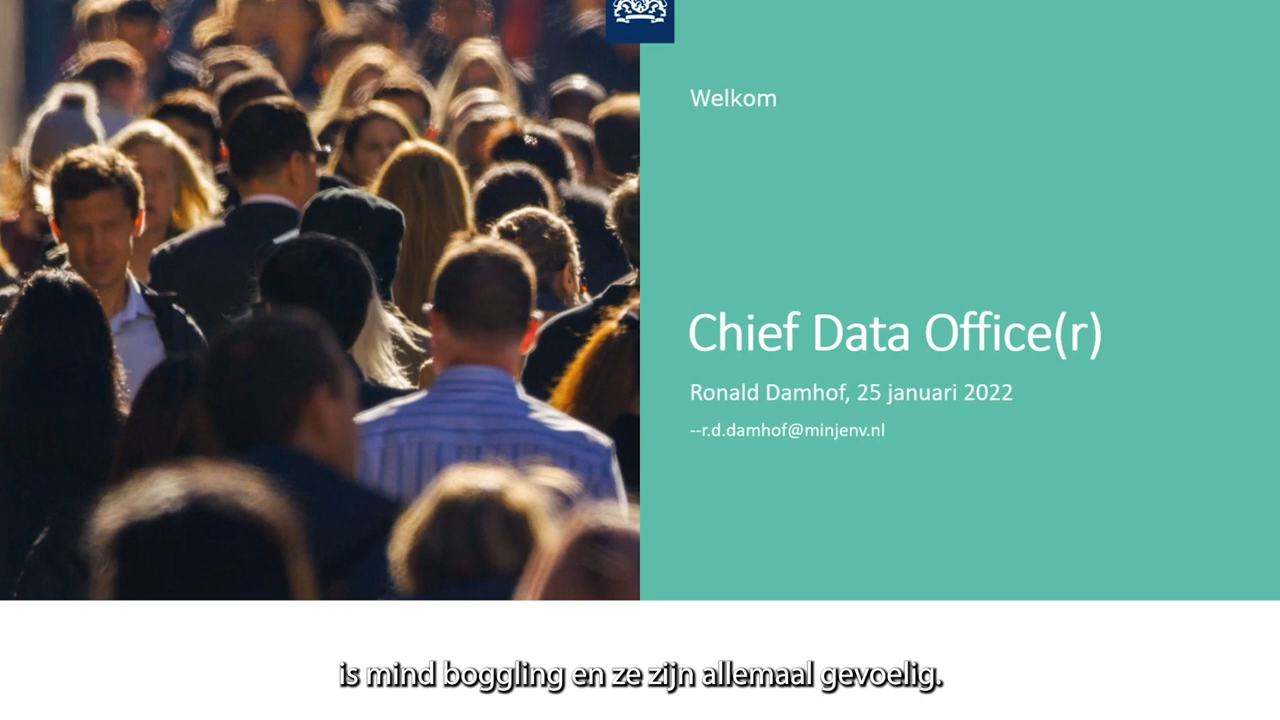 Welkom
Chief Data Office(r)
Ronald Damhof, 25 januari 2022
--r.d.damhof@minjenv.nl
is mind boggling en ze zijn allemaal gevoelig.